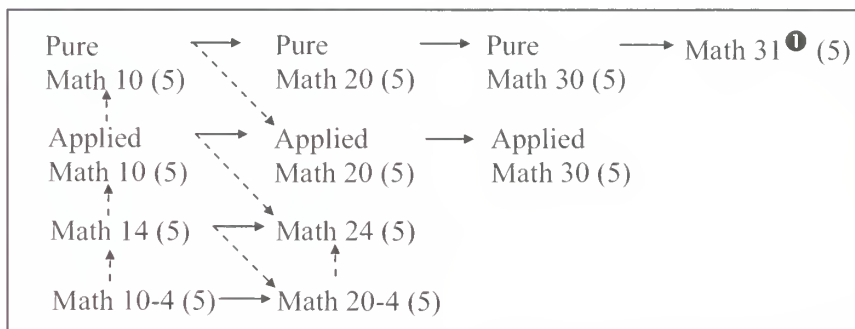 Pure Pure Pure Math 31❶ (5)
Math 10 (5) Math 20 (5) Math 30 (5)
Applied Applied Applied
Math 10 (5) Math 20 (5) Math 30 (5)
Math 14 (5) Math 24 (5)
Math 10-4 (5) Math 20-4 (5)